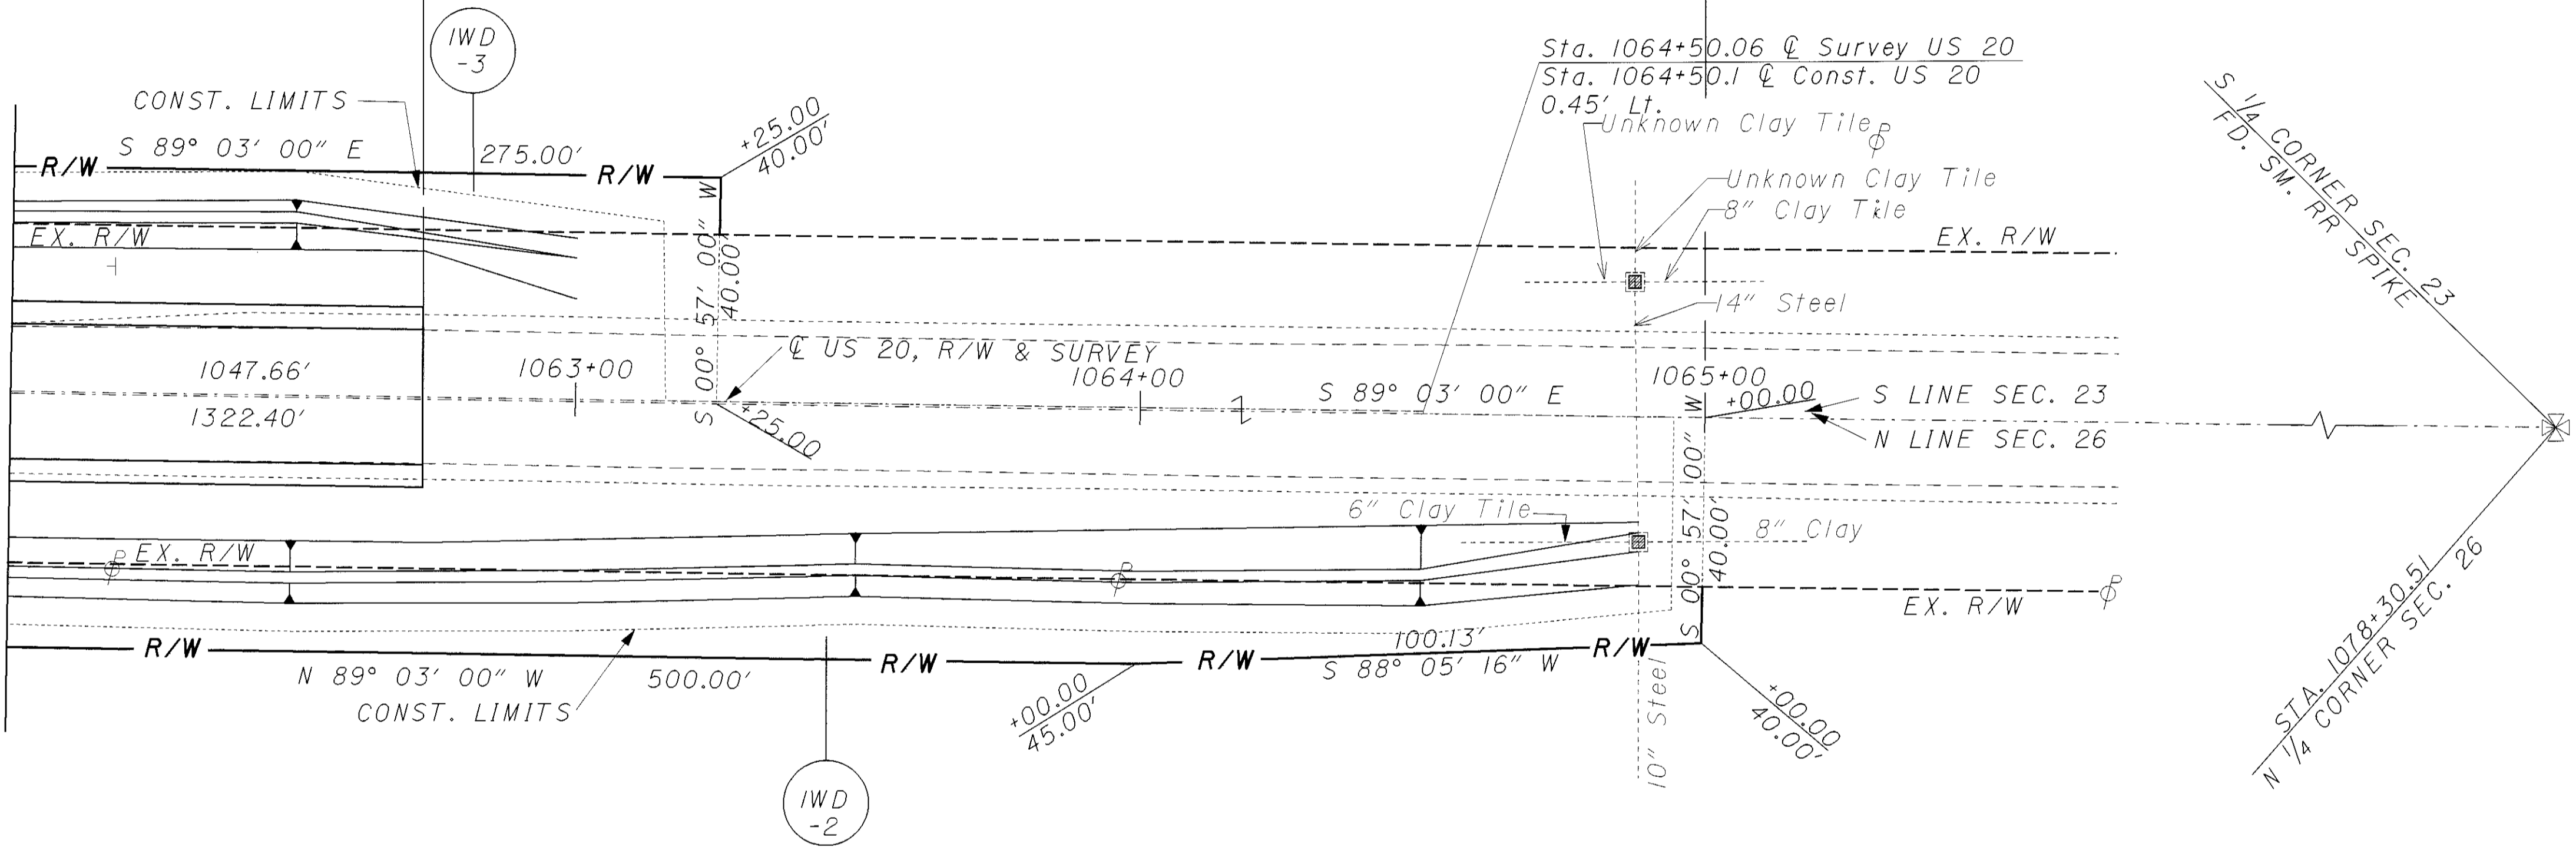 IWD
-3
Sta. 1064+50.06 ℄ Survey US 20
Sta. 1064+50.1 ℄ Const. US 20
0.45' Lt.
CONST. LIMITS
S 89° 03' 00" E
275.00'
+25.00
40.00'
Unknown Clay Tile
P
S 1/4 CORNER SEC. 23
FD. SM. RR SPIKE
R/W
R/W
Unknown Clay Tile
8" Clay Tile
EX. R/W
EX. R/W
S 00° 57' 00" W
40.00'
14" Steel
℄ US 20, R/W & SURVEY
1047.66'
1322.40'
1063+00
1064+00
1065+00
+00.00
+25.00
S 89° 03' 00" E
S LINE SEC. 23
N LINE SEC. 26
6" Clay Tile
8" Clay
S 00° 57' 00" W
40.00'
EX. R/W
P
P
P
EX. R/W
R/W
R/W
R/W
R/W
100.13'
S 88° 05' 16" W
N 89° 03' 00" W
500.00'
CONST. LIMITS
+00.00
45.00'
+00.00
40.00'
10" Steel
STA. 1078+30.51
N 1/4 CORNER SEC. 26
IWD
-2